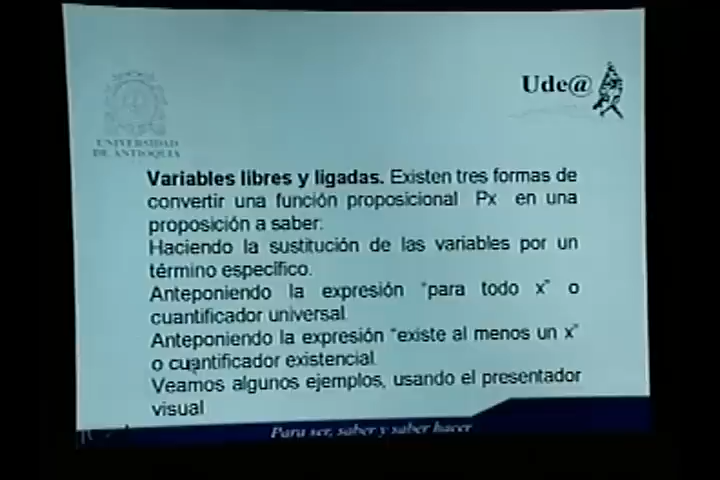 UNIVERSIDAD
DE ANTIOQUIA
Ude@
Variables libres y ligadas. Existen tres formas de
convertir una función proposicional Px en una
proposición a saber:
Haciendo la sustitución de las variables por un
término específico.
Anteponiendo la expresión "para todo x" o
cuantificador universal
Anteponiendo la expresión "existe al menos un x"
o cuantificador existencial
Veamos algunos ejemplos, usando el presentador
visual
Para ser, saber y saber hacer